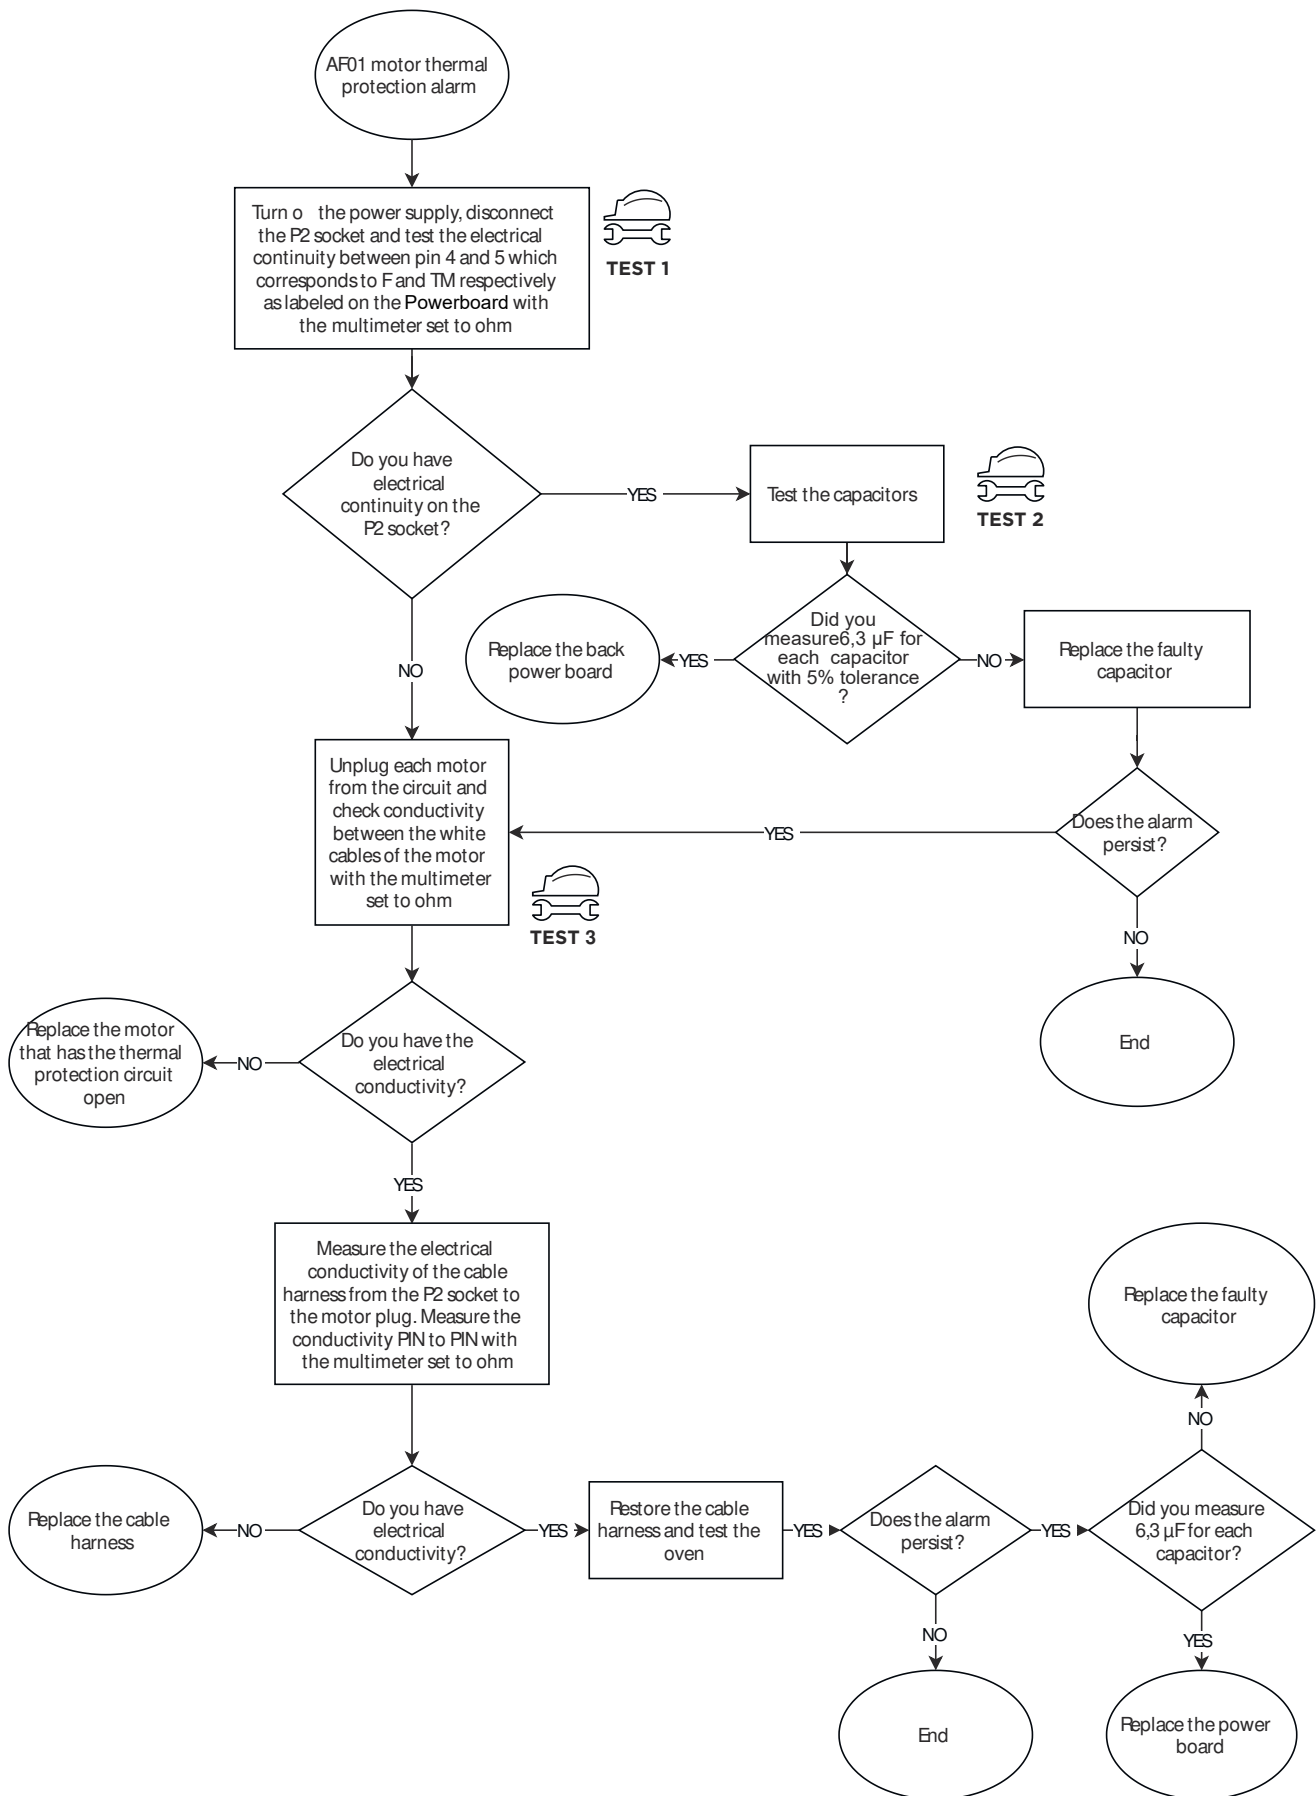 AF01 motor thermal
protection alarm
Turn o the power supply, disconnect
the P2 socket and test the electrical
continuity between pin 4 and 5 which
corresponds to F and TM respectively
as labeled on the Powerboard with
the multimeter set to ohm
TEST 1
Do you have
electrical
continuity on the
P2 socket?
YES
Test the capacitors
TEST 2
NO
Did you
measure6,3 µF for
each capacitor
with 5% tolerance
?
YES
Replace the back
power board
NO
Replace the faulty
capacitor
Does the alarm
persist?
YES
NO
End
Unplug each motor
from the circuit and
check conductivity
between the white
cables of the motor
with the multimeter
set to ohm
TEST 3
Do you have the
electrical
conductivity?
NO
Replace the motor
that has the thermal
protection circuit
open
YES
Measure the electrical
conductivity of the cable
harness from the P2 socket to
the motor plug. Measure the
conductivity PIN to PIN with
the multimeter set to ohm
Do you have
electrical
conductivity?
NO
Replace the cable
harness
YES
Restore the cable
harness and test the
oven
YES
Does the alarm
persist?
NO
End
YES
Did you measure
6,3 µF for each
capacitor?
NO
Replace the faulty
capacitor
YES
Replace the power
board